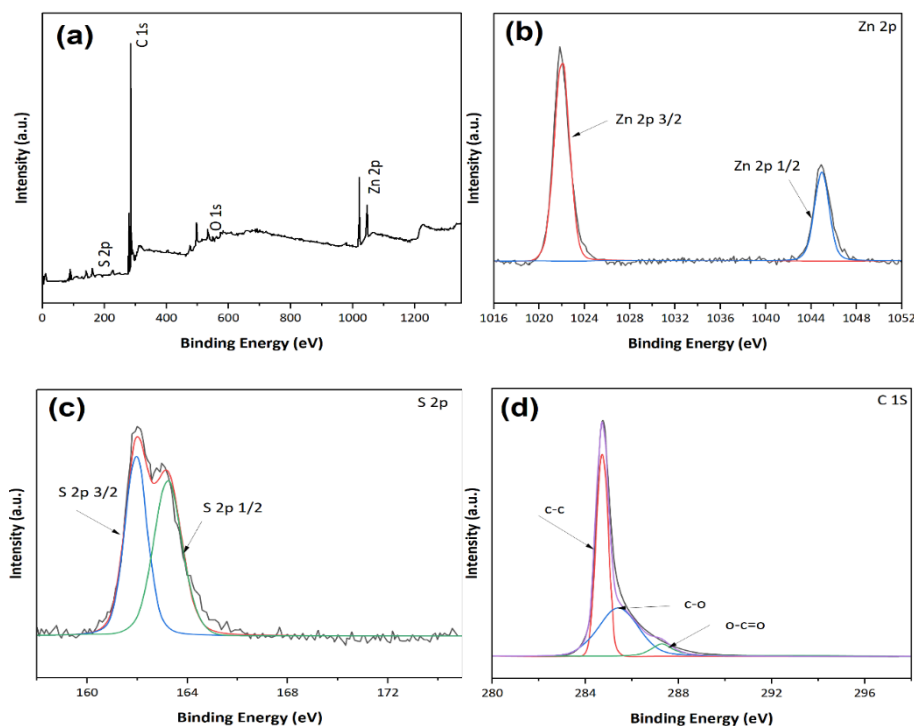 (a)
C 1s
S 2p
O 1s
Zn 2p
Intensity (a.u.)
0 200 400 600 800 1000 1200
Binding Energy (eV)
(b)
Zn 2p
Zn 2p 3/2
Zn 2p 1/2
Intensity (a.u.)
1016 1020 1024 1028 1032 1036 1040 1044 1048 1052
Binding Energy (eV)
(c)
S 2p
S 2p 3/2
S 2p 1/2
Intensity (a.u.)
160 164 168 172
Binding Energy (eV)
(d)
C 1S
C-C
C-O
O-C=O
Intensity (a.u.)
280 284 288 292 296
Binding Energy (eV)